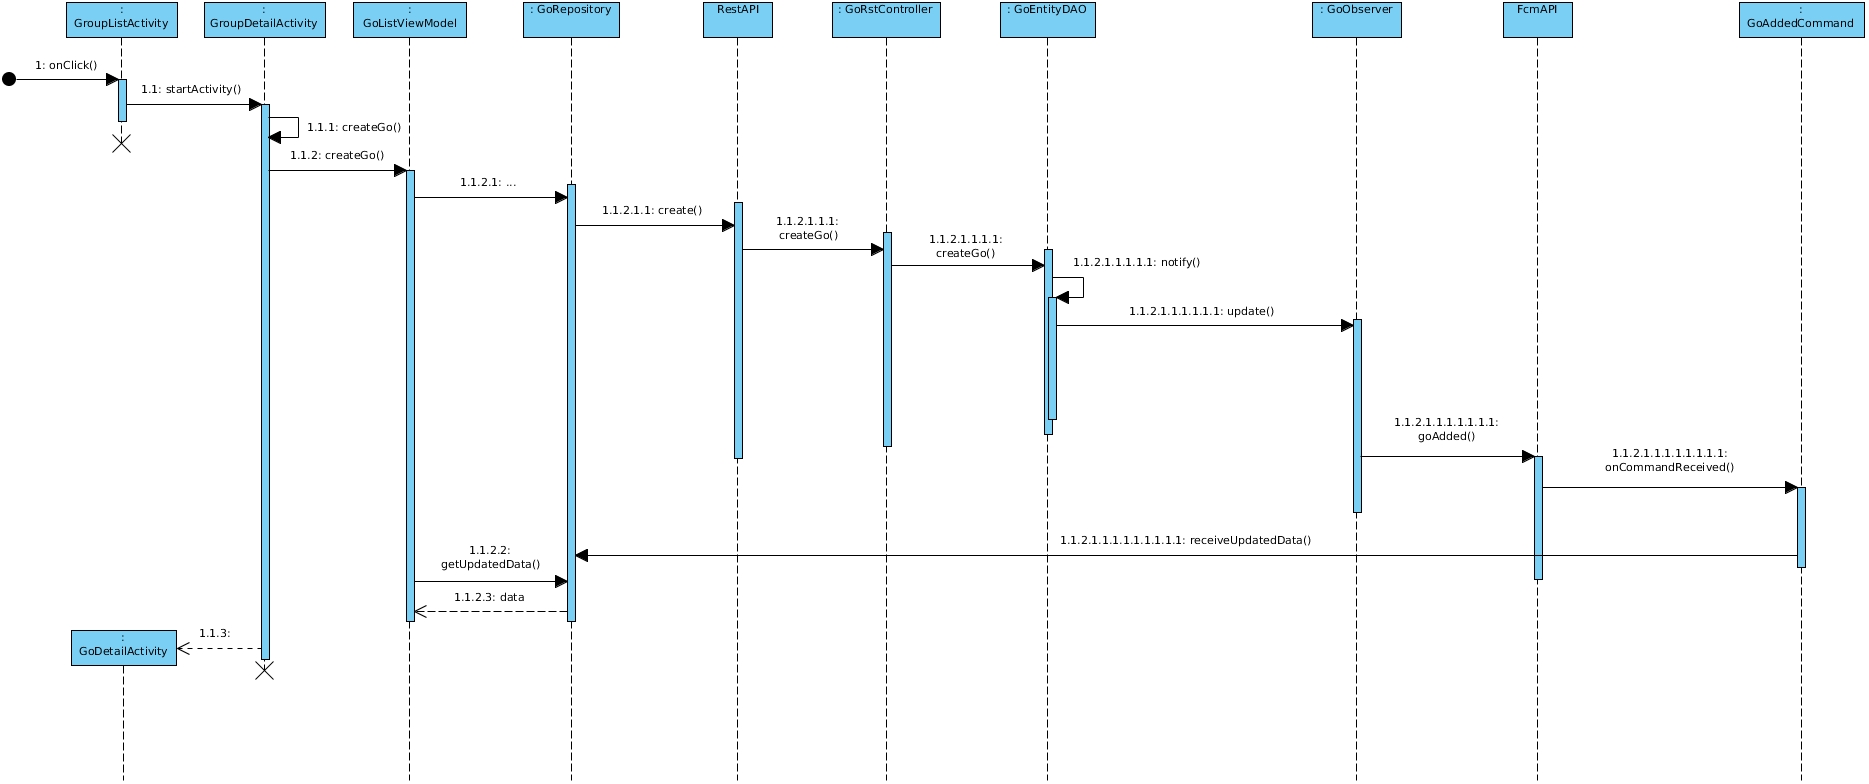 :
GroupListActivity
:
GroupDetailActivity
:
GoListViewModel
: GoRepository
RestAPI
: GoRstController
: GoEntityDAO
: GoObserver
FcmAPI
:
GoAddedCommand
1: onClick()
1.1: startActivity()
1.1.1: createGo()
1.1.2: createGo()
1.1.2.1: ...
1.1.2.1.1: create()
1.1.2.1.1.1:
createGo()
1.1.2.1.1.1.1:
createGo()
1.1.2.1.1.1.1.1: notify()
1.1.2.1.1.1.1.1.1: update()
1.1.2.1.1.1.1.1.1.1:
goAdded()
1.1.2.1.1.1.1.1.1.1.1:
onCommandReceived()
1.1.2.1.1.1.1.1.1.1.1.1: receiveUpdatedData()
1.1.2.2:
getUpdatedData()
1.1.2.3: data
1.1.3:
:
GoDetailActivity